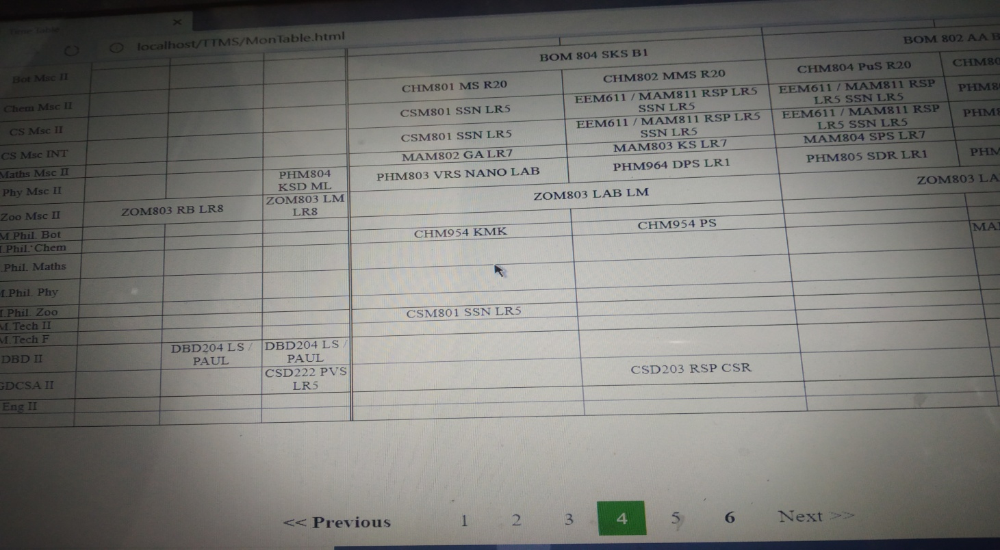 Time Table
×
localhost/TTMS/MonTable.html
BOM 804 SKS B1
BOM 802 AA B
Bot Msc II
CHM801 MS R20
CHM802 MMS R20
CHM804 PuS R20
CHM80
Chem Msc II
CSM801 SSN LR5
EEM611 / MAM811 RSP LR5
SSN LR5
EEM611 / MAM811 RSP
LR5 SSN LR5
PHM8
CS Msc II
CSM801 SSN LR5
EEM611 / MAM811 RSP LR5
SSN LR5
EEM611 / MAM811 RSP
LR5 SSN LR5
PHM8
CS Msc INT
MAM802 GA LR7
MAM803 KS LR7
MAM804 SPS LR7
Maths Msc II
PHM804
KSD ML
PHM803 VRS NANO LAB
PHM964 DPS LR1
PHM805 SDR LR1
PHM
Phy Msc II
Zoo Msc II
ZOM803 RB LR8
ZOM803 LM
LR8
ZOM803 LAB LM
ZOM803 LA
M.Phil. Bot
CHM954 KMK
CHM954 PS
.Phil. Chem
MA
.Phil. Maths
.Phil. Phy
.Phil. Zoo
CSM801 SSN LR5
M.Tech II
M.Tech F
DBD II
DBD204 LS /
PAUL
DBD204 LS /
PAUL
GDCSA II
CSD222 PVS
LR5
CSD203 RSP CSR
Eng II
<< Previous 1 2 3 4 5 6 Next >>